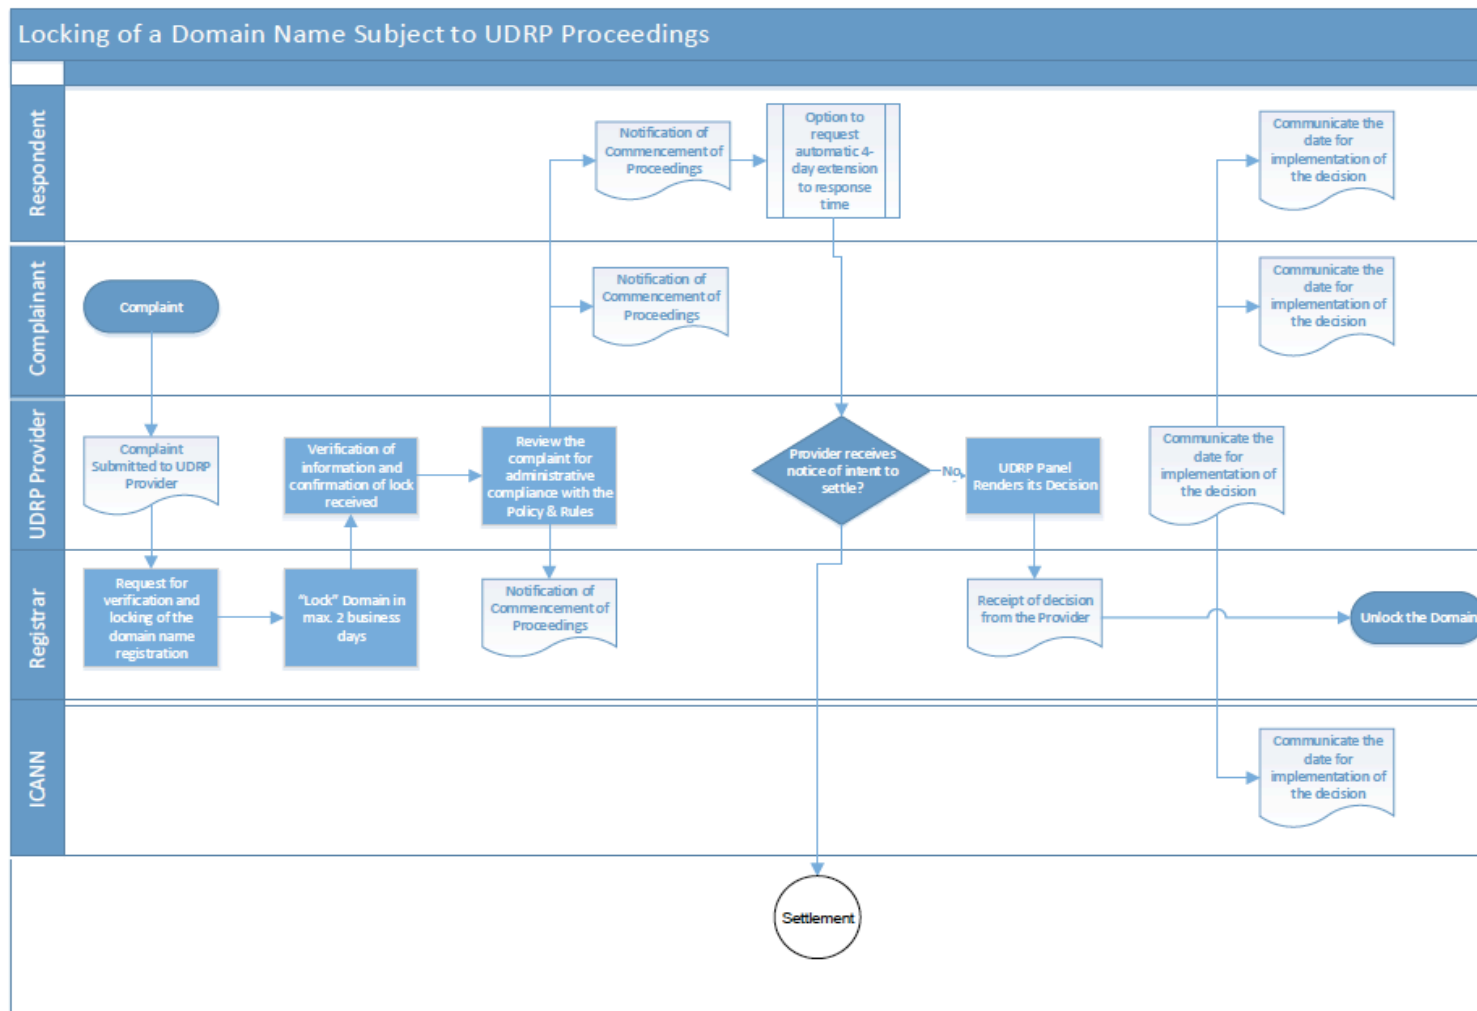 Locking of a Domain Name Subject to UDRP Proceedings
Respondent
Notification of
Commencement of
Proceedings
Option to
request
automatic 4-
day extension
to response
time
Communicate the
date for
implementation of
the decision
Complainant
Complaint
Notification of
Commencement of
Proceedings
Communicate the
date for
implementation of
the decision
UDRP Provider
Complaint
Submitted to UDRP
Provider
Verification of
information and
confirmation of lock
received
Review the
complaint for
administrative
compliance with the
Policy & Rules
Provider receives
notice of intent to
settle?
No
UDRP Panel
Renders its Decision
Communicate the
date for
implementation of
the decision
Registrar
Request for
verification and
locking of the
domain name
registration
"Lock" Domain in
max. 2 business
days
Notification of
Commencement of
Proceedings
Receipt of decision
from the Provider
Unlock the Domain
ICANN
Communicate the
date for
implementation of
the decision
Settlement